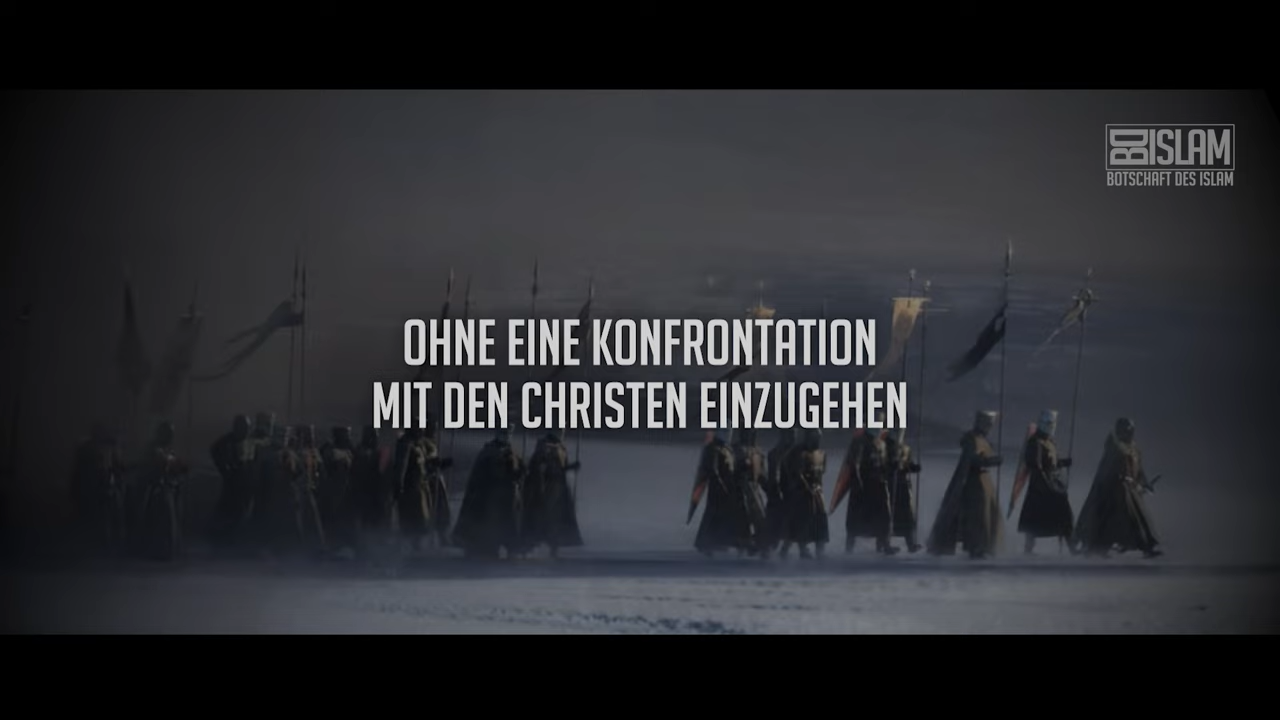 BDISLAM
BOTSCHAFT DES ISLAM
OHNE EINE KONFRONTATION
MIT DEN CHRISTEN EINZUGEHEN